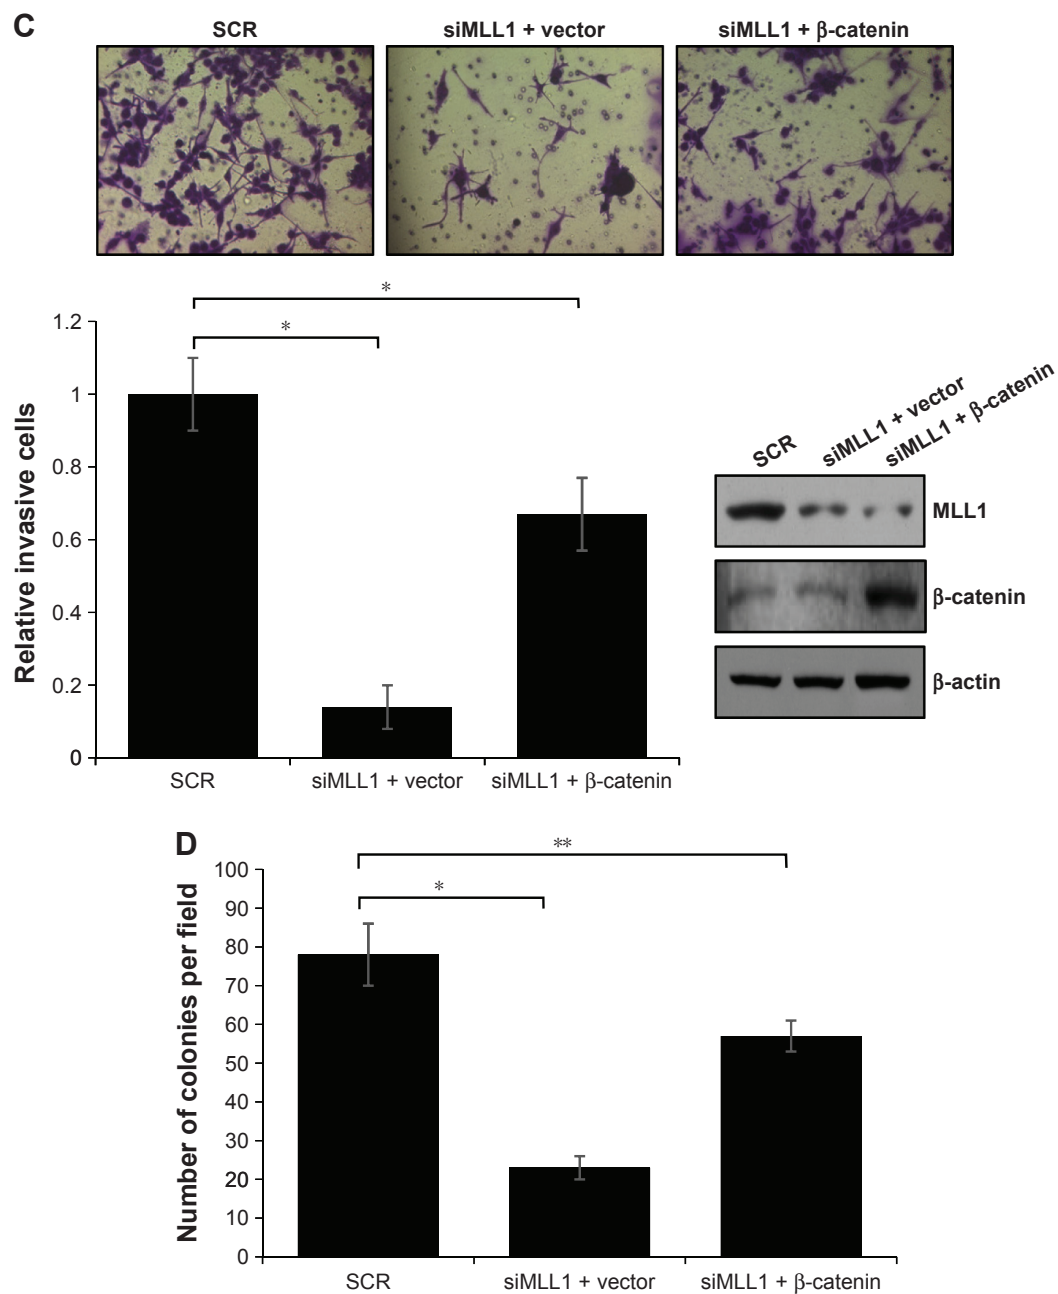 C
SCR
siMLL1 + vector
siMLL1 + β-catenin
*
*
1.2
1
0.8
0.6
0.4
0.2
0
Relative invasive cells
SCR
siMLL1 + vector
siMLL1 + β-catenin
SCR
siMLL1 + vector
siMLL1 + β-catenin
MLL1
β-catenin
β-actin
D
**
*
100
90
80
70
60
50
40
30
20
10
0
Number of colonies per field
SCR
siMLL1 + vector
siMLL1 + β-catenin